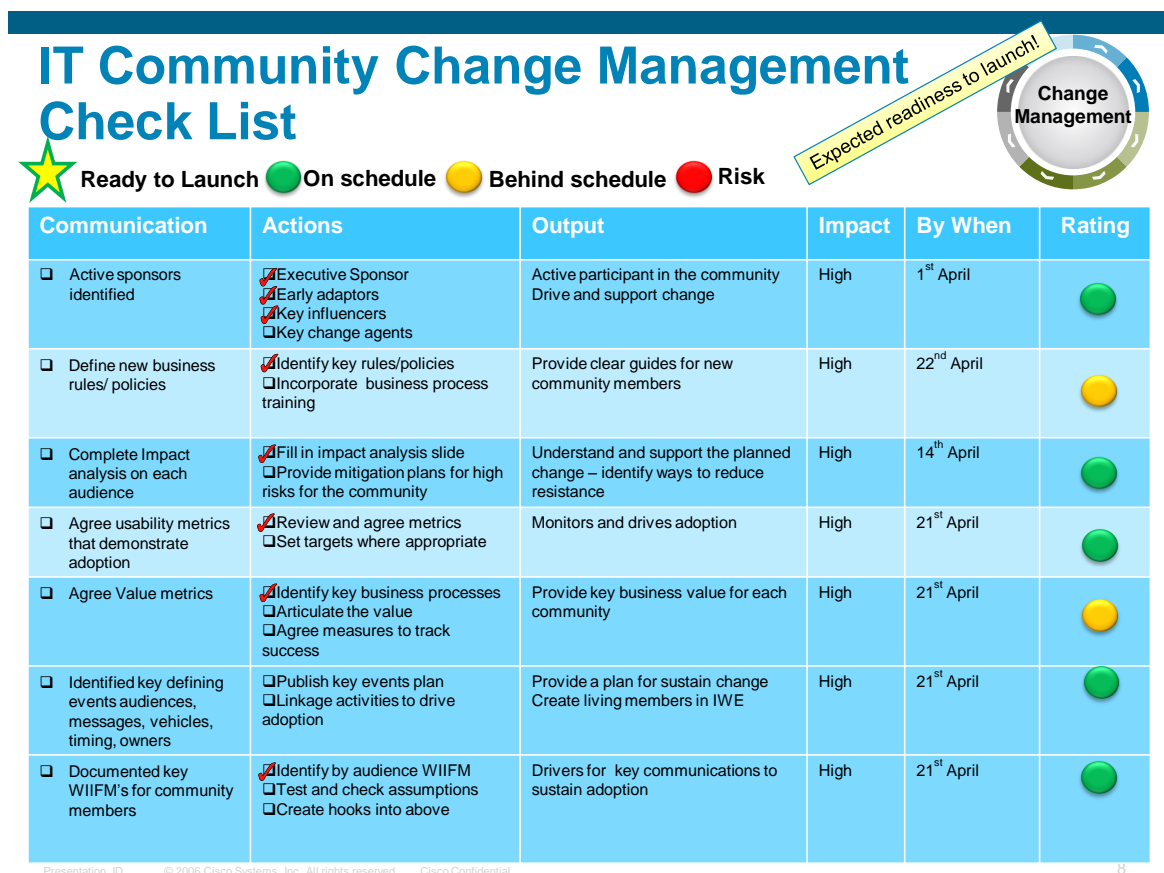 IT Community Change Management
Check List
Expected readiness to launch!
Change
Management
Ready to Launch
On schedule
Behind schedule
Risk
Communication
Actions
Output
Impact
By When
Rating
Active sponsors
identified
Executive Sponsor
Early adaptors
Key influencers
Key change agents
Active participant in the community
Drive and support change
High
1st April
Define new business
rules/ policies
Identify key rules/policies
Incorporate business process
training
Provide clear guides for new
community members
High
22nd April
Complete Impact
analysis on each
audience
Fill in impact analysis slide
Provide mitigation plans for high
risks for the community
Understand and support the planned
change – identify ways to reduce
resistance
High
14th April
Agree usability metrics
that demonstrate
adoption
Review and agree metrics
Set targets where appropriate
Monitors and drives adoption
High
21st April
Agree Value metrics
Identify key business processes
Articulate the value
Agree measures to track
success
Provide key business value for each
community
High
21st April
Identified key defining
events audiences,
messages, vehicles,
timing, owners
Publish key events plan
Linkage activities to drive
adoption
Provide a plan for sustain change
Create living members in IWE
High
21st April
Documented key
WIIFM's for community
members
Identify by audience WIIFM
Test and check assumptions
Create hooks into above
Drivers for key communications to
sustain adoption
High
21st April
Presentation_ID
© 2006 Cisco Systems, Inc. All rights reserved.
Cisco Confidential
8